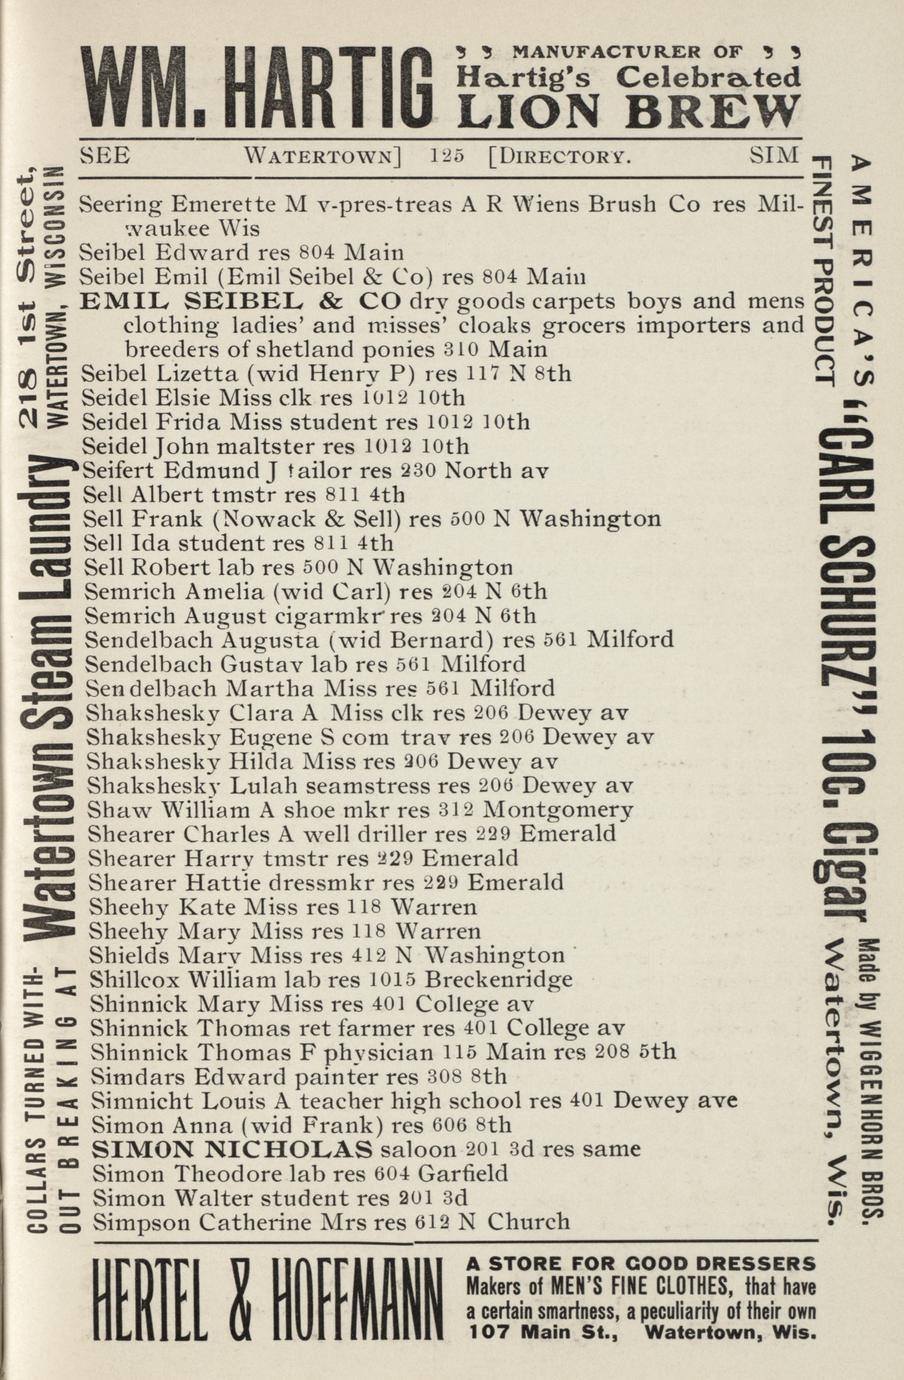 WM. HARTIG
MANUFACTURER OF
Hartig's Celebrated
LION BREW
SEE WATERTOWN] 125 [DIRECTORY. SIM
Seering Emerette M v-pres-treas A R Wiens Brush Co res Mil-
waukee Wis
Seibel Edward res 804 Main
Seibel Emil (Emil Seibel & Co) res 804 Main
EMIL SEIBEL & CO dry goods carpets boys and mens
clothing ladies' and misses' cloaks grocers importers and
breeders of shetland ponies 310 Main
Seibel Lizetta (wid Henry P) res 117 N 8th
Seidel Elsie Miss clk res 1012 10th
Seidel Frida Miss student res 1012 10th
Seidel John maltster res 1012 10th
Seifert Edmund J tailor res 230 North av
Sell Albert tmstr res 811 4th
Sell Frank (Nowack & Sell) res 500 N Washington
Sell Ida student res 811 4th
Sell Robert lab res 500 N Washington
Semrich Amelia (wid Carl) res 204 N 6th
Semrich August cigarmkr res 204 N 6th
Sendelbach Augusta (wid Bernard) res 561 Milford
Sendelbach Gustav lab res 561 Milford
Sendelbach Martha Miss res 561 Milford
Shakshesky Clara A Miss clk res 206 Dewey av
Shakshesky Eugene S com trav res 206 Dewey av
Shakshesky Hilda Miss res 206 Dewey av
Shakshesky Lulah seamstress res 206 Dewey av
Shaw William A shoe mkr res 312 Montgomery
Shearer Charles A well driller res 229 Emerald
Shearer Harry tmstr res 229 Emerald
Shearer Hattie dressmkr res 229 Emerald
Sheehy Kate Miss res 118 Warren
Sheehy Mary Miss res 118 Warren
Shields Mary Miss res 412 N Washington
Shillcox William lab res 1015 Breckenridge
Shinnick Mary Miss res 401 College av
Shinnick Thomas ret farmer res 401 College av
Shinnick Thomas F physician 115 Main res 208 5th
Simdars Edward painter res 308 8th
Simnicht Louis A teacher high school res 401 Dewey ave
Simon Anna (wid Frank) res 606 8th
SIMON NICHOLAS saloon 201 3d res same
Simon Theodore lab res 604 Garfield
Simon Walter student res 201 3d
Simpson Catherine Mrs res 612 N Church
COLLARS TURNED WITH-
OUT BREAKING AT
Watertown Steam Laundry
218 1st Street,
WATERTOWN, WISCONSIN
AMERICA'S
FINEST PRODUCT
"CARL SCHURZ" 10c. Cigar
Made by WIGGENHORN BROS.
Watertown, Wis.
HERTEL & HOFFMANN
A STORE FOR GOOD DRESSERS
Makers of MEN'S FINE CLOTHES, that have
a certain smartness, a peculiarity of their own
107 Main St., Watertown, Wis.